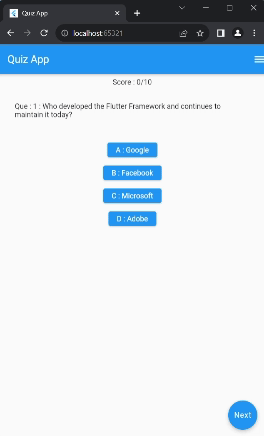 Quiz App
localhost:65321
Quiz App
Score : 0/10
Que : 1 : Who developed the Flutter Framework and continues to
maintain it today?
A : Google
B : Facebook
C : Microsoft
D : Adobe
Next